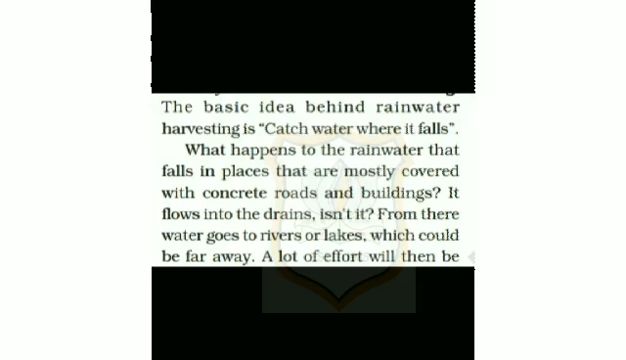 The basic idea behind rainwater
harvesting is “Catch water where it falls”.
What happens to the rainwater that
falls in places that are mostly covered
with concrete roads and buildings? It
flows into the drains, isn't it? From there
water goes to rivers or lakes, which could
be far away. A lot of effort will then be